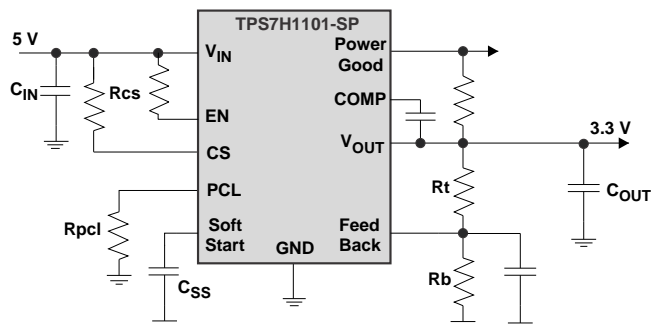 TPS7H1101-SP
5 V
VIN
Power
Good
CIN
Rcs
EN
COMP
CS
VOUT
3.3 V
PCL
Rt
COUT
Rpcl
Soft
Start
Feed
Back
GND
CSS
Rb